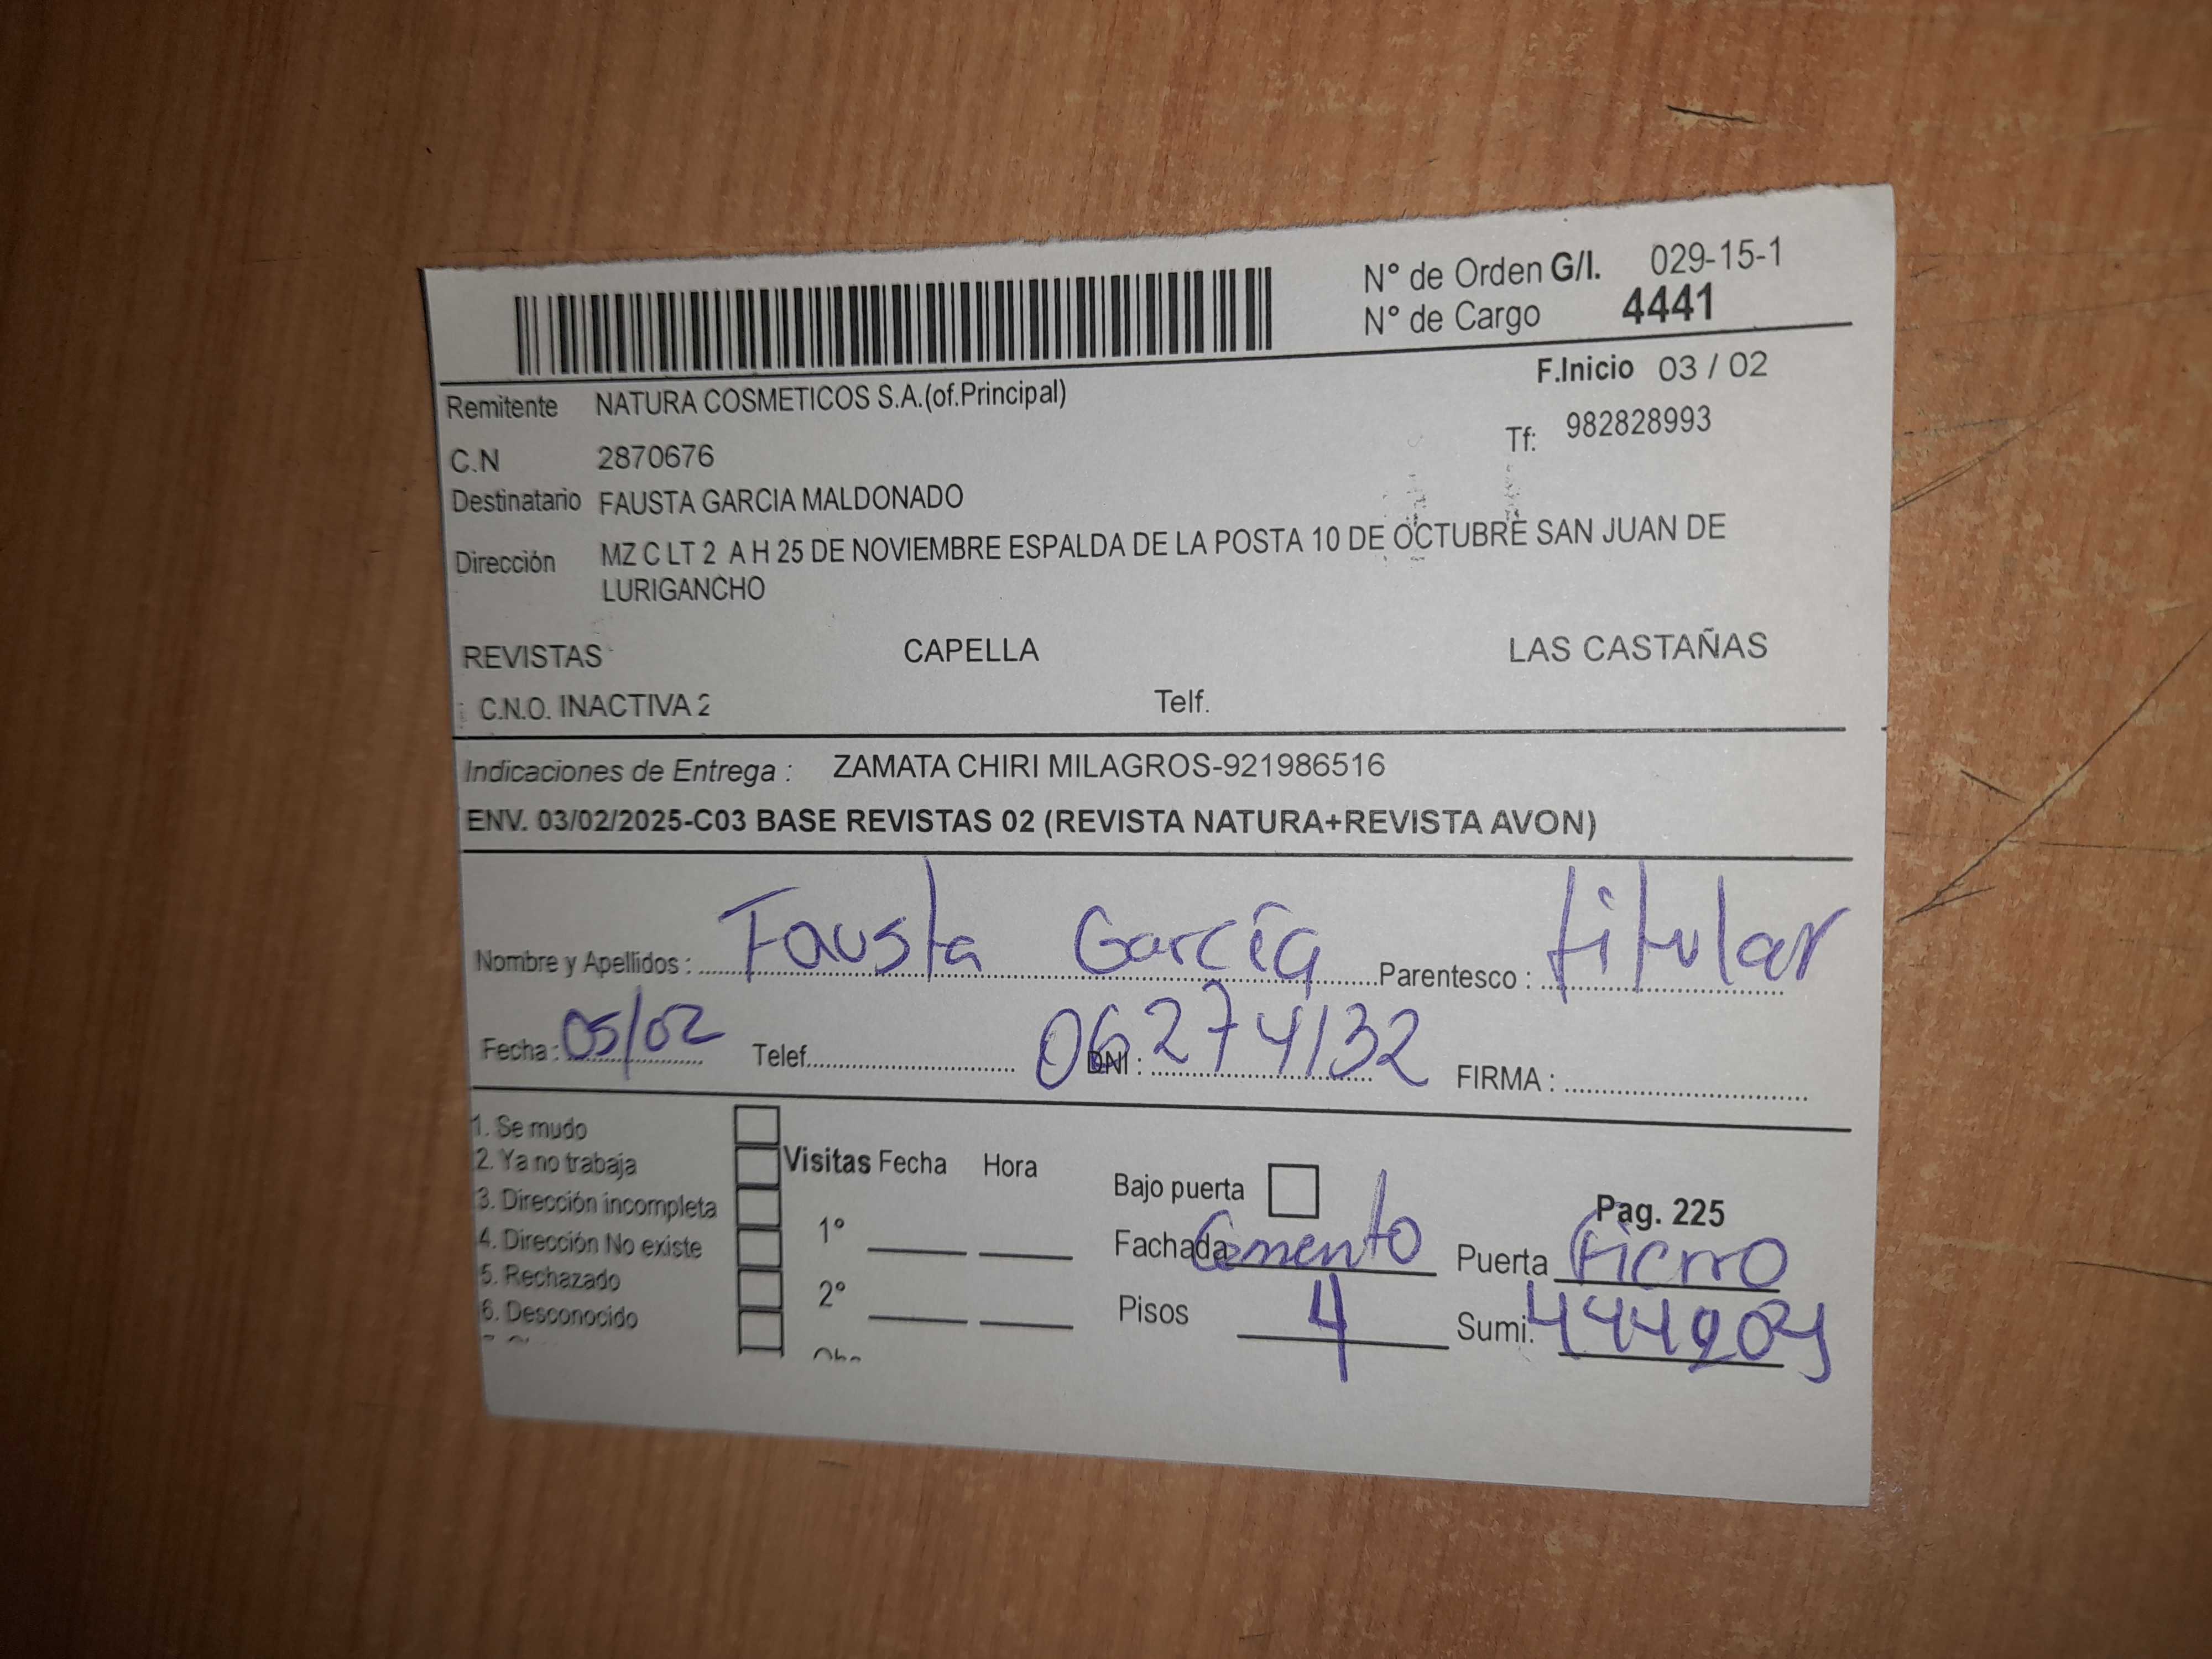 N° de Orden G/I. 029-15-1
N° de Cargo 4441
F.Inicio 03 / 02
Remitente NATURA COSMETICOS S.A.(of.Principal)
Tf: 982828993
C.N 2870676
Destinatario FAUSTA GARCIA MALDONADO
Dirección MZ C LT 2 A H 25 DE NOVIEMBRE ESPALDA DE LA POSTA 10 DE OCTUBRE SAN JUAN DE
LURIGANCHO
REVISTAS CAPELLA LAS CASTAÑAS
C.N.O. INACTIVA 2 Telf.
Indicaciones de Entrega : ZAMATA CHIRI MILAGROS-921986516
ENV. 03/02/2025-C03 BASE REVISTAS 02 (REVISTA NATURA+REVISTA AVON)
Nombre y Apellidos : Fausta García Parentesco : titular
Fecha : 05/02 Telef. DNI : 06274132 FIRMA :
1. Se mudo
2. Ya no trabaja Visitas Fecha Hora
Bajo puerta Pag. 225
3. Dirección incompleta
4. Dirección No existe 1° Fachada Cemento Puerta Fierro
5. Rechazado
6. Desconocido 2° Pisos 4 Sumi.